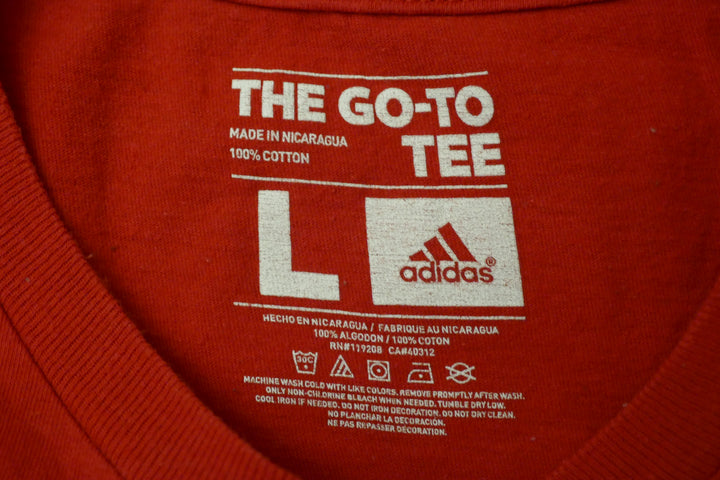 THE GO-TO
TEE
MADE IN NICARAGUA
100% COTTON
L
adidas®
HECHO EN NICARAGUA / FABRIQUE AU NICARAGUA
100% ALGODON / 100% COTTON
RN#119208 CA#40312
30C
MACHINE WASH COLD WITH LIKE COLORS. REMOVE PROMPTLY AFTER WASH.
ONLY NON-CHLORINE BLEACH WHEN NEEDED. TUMBLE DRY LOW.
COOL IRON IF NEEDED. DO NOT IRON DECORATION. DO NOT DRY CLEAN.
NO PLANCHAR LA DECORACIÓN.
NE PAS REPASSER DECORATION.